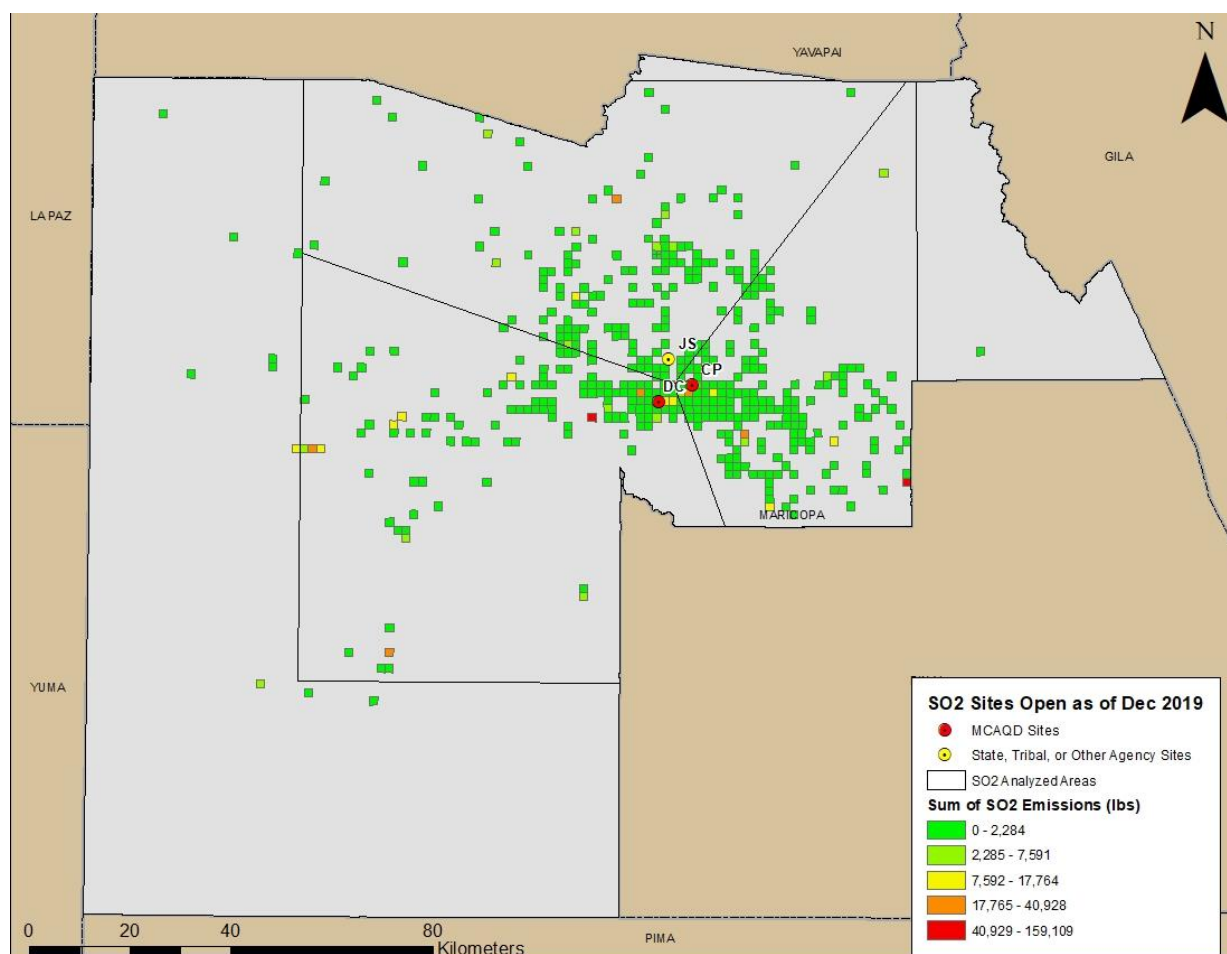 N
YAVAPAI
GILA
LA PAZ
JS
CP
DC
MARICOPA
YUMA
SO2 Sites Open as of Dec 2019
MCAQD Sites
State, Tribal, or Other Agency Sites
SO2 Analyzed Areas
Sum of SO2 Emissions (lbs)
0 - 2,284
2,285 - 7,591
7,592 - 17,764
17,765 - 40,928
40,929 - 159,109
0 20 40 80
Kilometers
PIMA